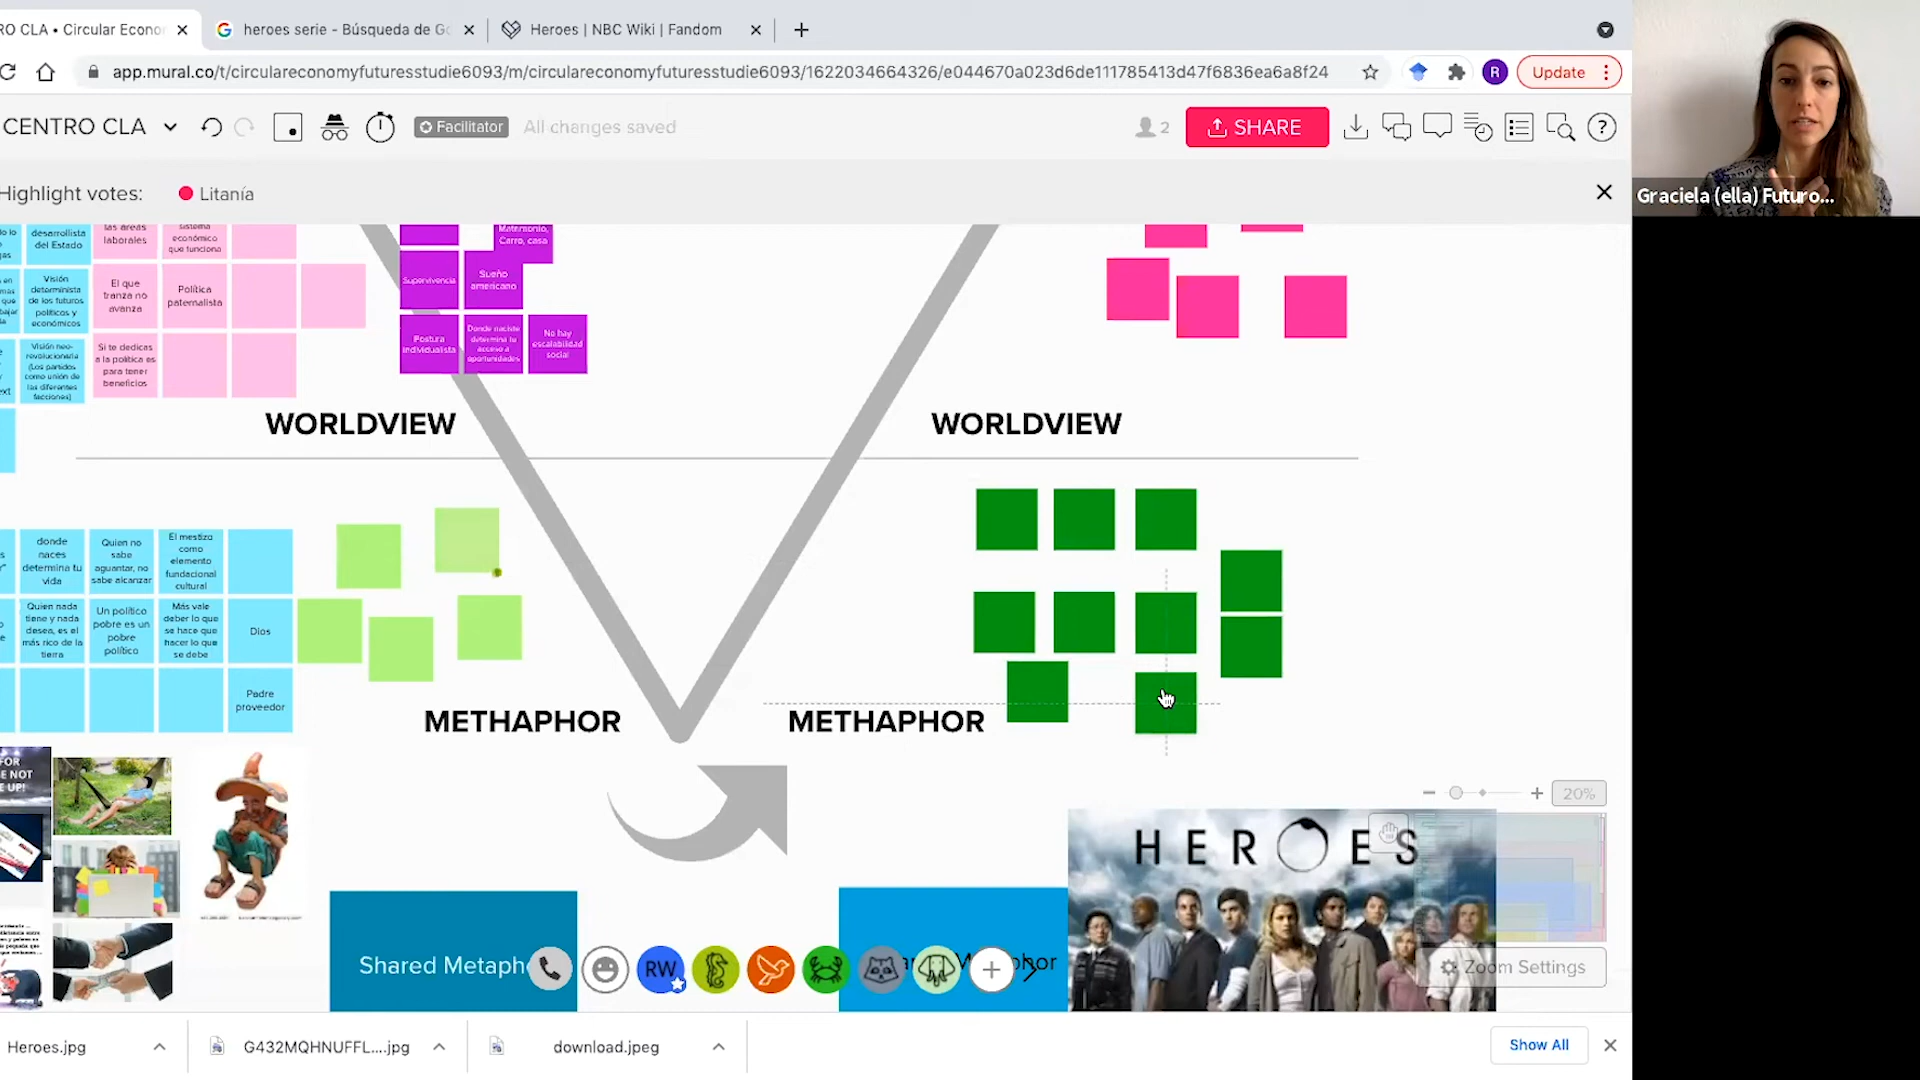 RO CLA • Circular Econo
heroes serie - Búsqueda de Go
Heroes | NBC Wiki | Fandom
app.mural.co/t/circulareconomyfuturesstudie6093/m/circulareconomyfuturesstudie6093/1622034664326/e044670a023d6de111785413d47f6836ea6a8f24
R
Update
CENTRO CLA
Facilitator
All changes saved
2
SHARE
Highlight votes:
Litanía
Graciela (ella) Futuro...
desarrollista
del Estado
las áreas
laborales
sistema
económico
que funciona
Matrimonio,
Carro, casa
Visión
determinista
de los futuros
políticos y
económicos
El que
tranza no
avanza
Política
paternalista
Supervivencia
Sueño
americano
Visión neo-
revolucionaria
(Los partidos
como unión de
las diferentes
facciones)
Si te dedicas
a la política es
para tener
beneficios
Postura
individualista
Donde naciste
determina tu
acceso a
oportunidades
No hay
escalabilidad
social
WORLDVIEW
WORLDVIEW
donde
naces
determina tu
vida
Quien no
sabe
aguantar, no
sabe alcanzar
El mestizo
como
elemento
fundacional
cultural
Quien nada
tiene y nada
desea, es el
más rico de la
tierra
Un político
pobre es un
pobre
político
Más vale
deber lo que
se hace que
hacer lo que
se debe
Dios
Padre
proveedor
METHAPHOR
METHAPHOR
FOR
E NOT
E UP!
20%
HEROES
Shared Metaph
RW
phor
Zoom Settings
Heroes.jpg
G432MQHNUFFL....jpg
download.jpeg
Show All